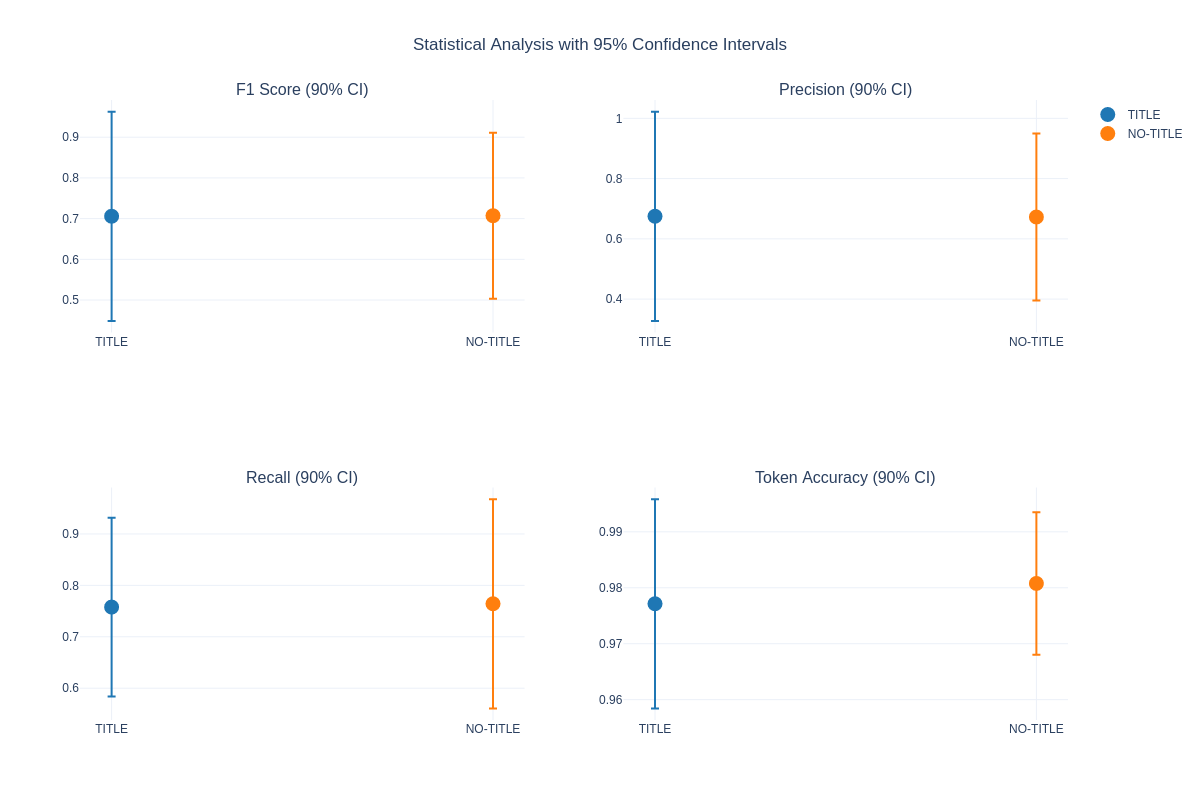 Statistical Analysis with 95% Confidence Intervals
F1 Score (90% CI)
0.9
0.8
0.7
0.6
0.5
TITLE
NO-TITLE
Precision (90% CI)
1
0.8
0.6
0.4
TITLE
NO-TITLE
TITLE
NO-TITLE
Recall (90% CI)
0.9
0.8
0.7
0.6
TITLE
NO-TITLE
Token Accuracy (90% CI)
0.99
0.98
0.97
0.96
TITLE
NO-TITLE